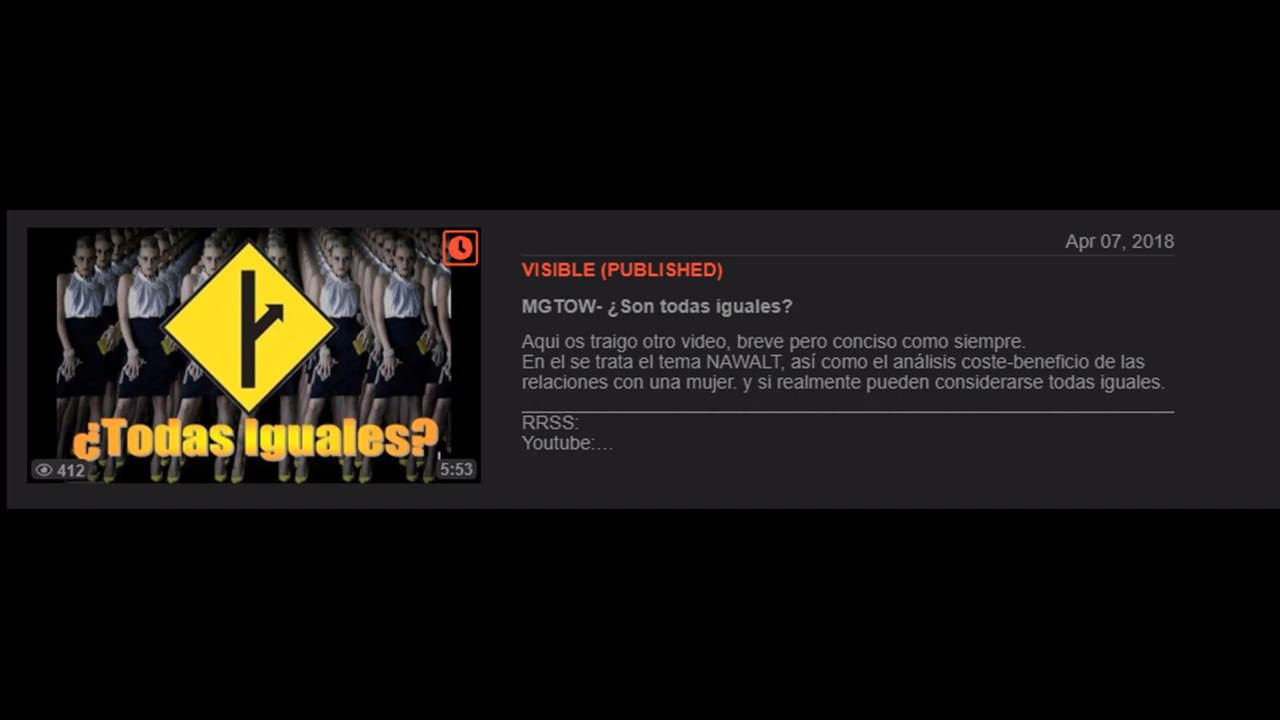 ¿Todas Iguales?
412
5:53
Apr 07, 2018
VISIBLE (PUBLISHED)
MGTOW- ¿Son todas iguales?
Aqui os traigo otro video, breve pero conciso como siempre.
En el se trata el tema NAWALT, así como el análisis coste-beneficio de las
relaciones con una mujer. y si realmente pueden considerarse todas iguales.
RRSS:
Youtube:...